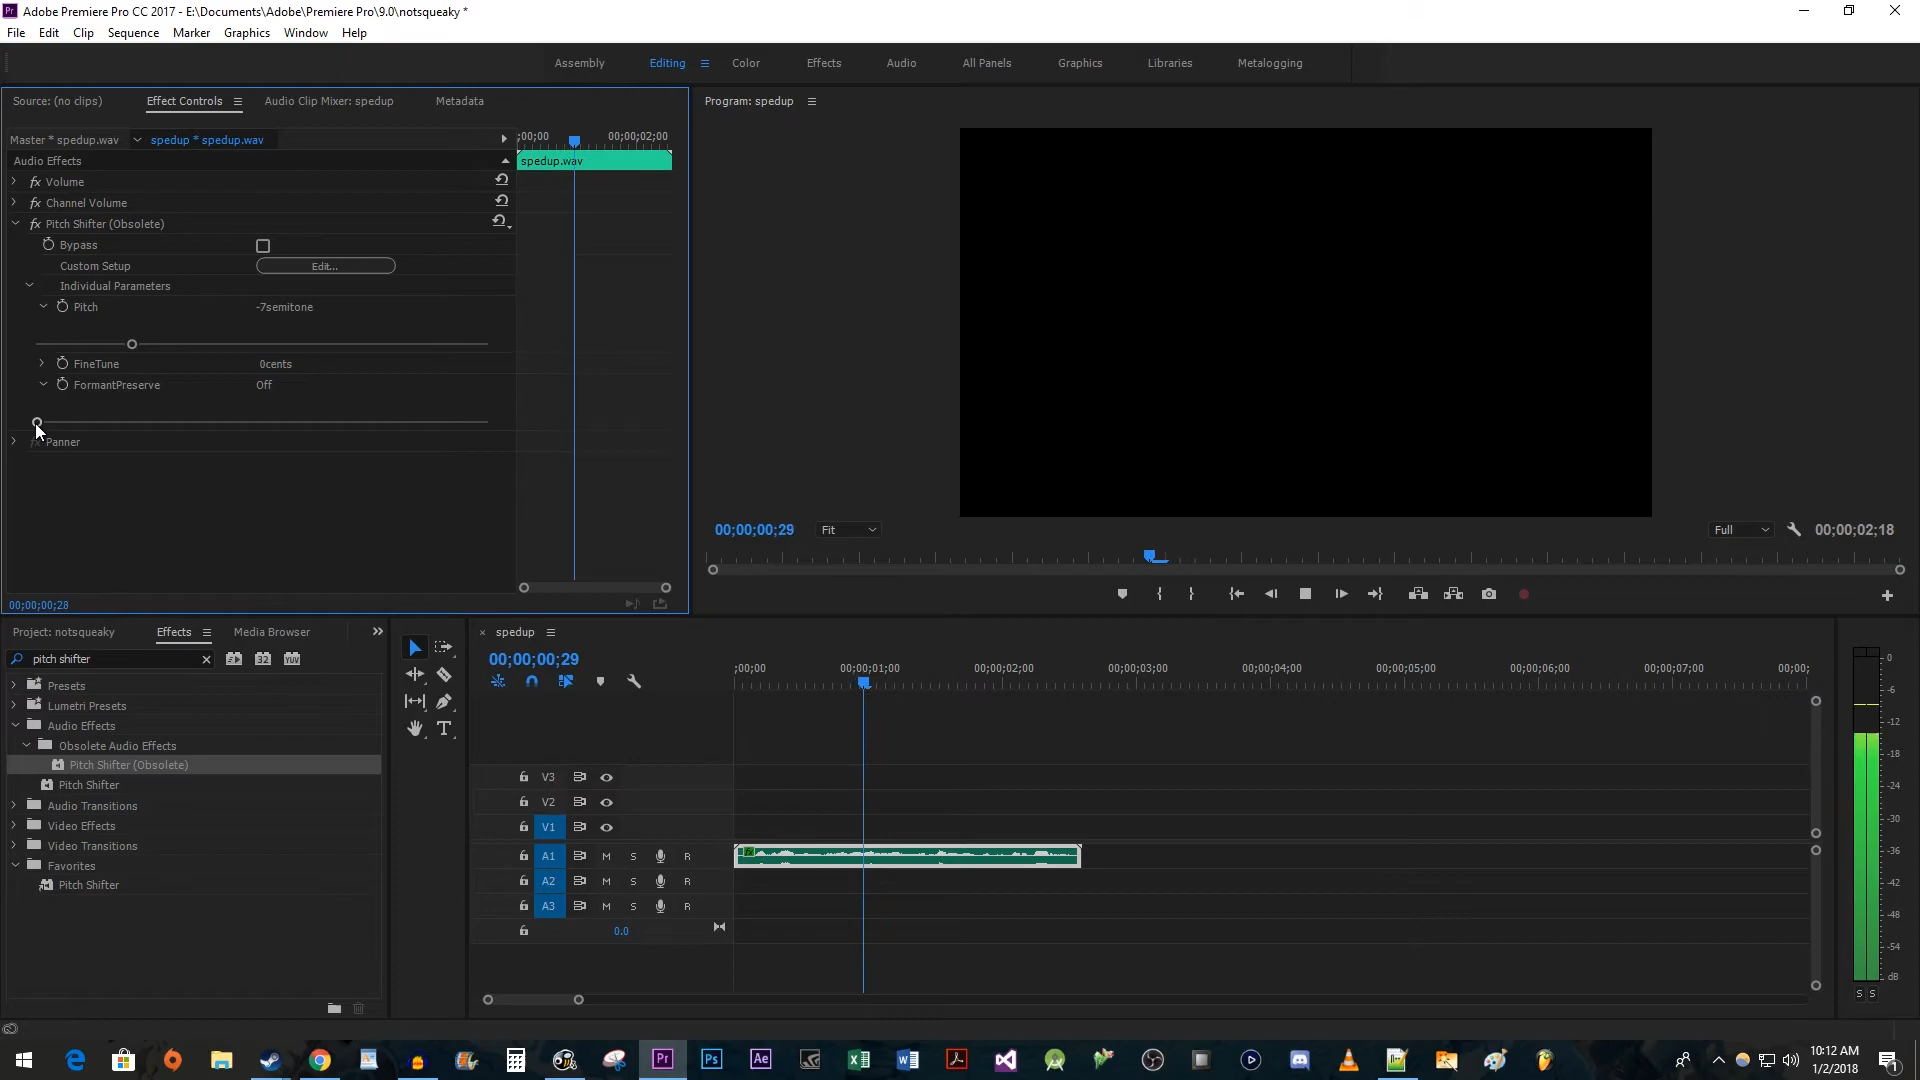 Pr Adobe Premiere Pro CC 2017 - E:\Documents\Adobe\Premiere Pro\9.0\notsqueaky *
File Edit Clip Sequence Marker Graphics Window Help
Assembly Editing Color Effects Audio All Panels Graphics Libraries Metalogging
Source: (no clips) Effect Controls Audio Clip Mixer: spedup Metadata
Program: spedup
Master * spedup.wav spedup * spedup.wav
;00;00 00;00;02;00
Audio Effects
spedup.wav
fx Volume
fx Channel Volume
fx Pitch Shifter (Obsolete)
Bypass
Custom Setup Edit...
Individual Parameters
Pitch -7semitone
FineTune 0cents
FormantPreserve Off
fx Panner
00;00;00;28
00;00;00;29 Fit Full 00;00;02;18
Project: notsqueaky Effects Media Browser
pitch shifter
32 YUV
Presets
Lumetri Presets
Audio Effects
Obsolete Audio Effects
Pitch Shifter (Obsolete)
Pitch Shifter
Audio Transitions
Video Effects
Video Transitions
Favorites
Pitch Shifter
T
× spedup
00;00;00;29
;00;00 00;00;01;00 00;00;02;00 00;00;03;00 00;00;04;00 00;00;05;00 00;00;06;00 00;00;07;00 00;00;
V3
V2
V1
A1 M S R
fx
A2 M S R
A3 M S R
0.0
0
-6
-12
-18
-24
-30
-36
-42
-48
-54
dB
S S
Pr Ps Ae
10:12 AM
1/2/2018
1